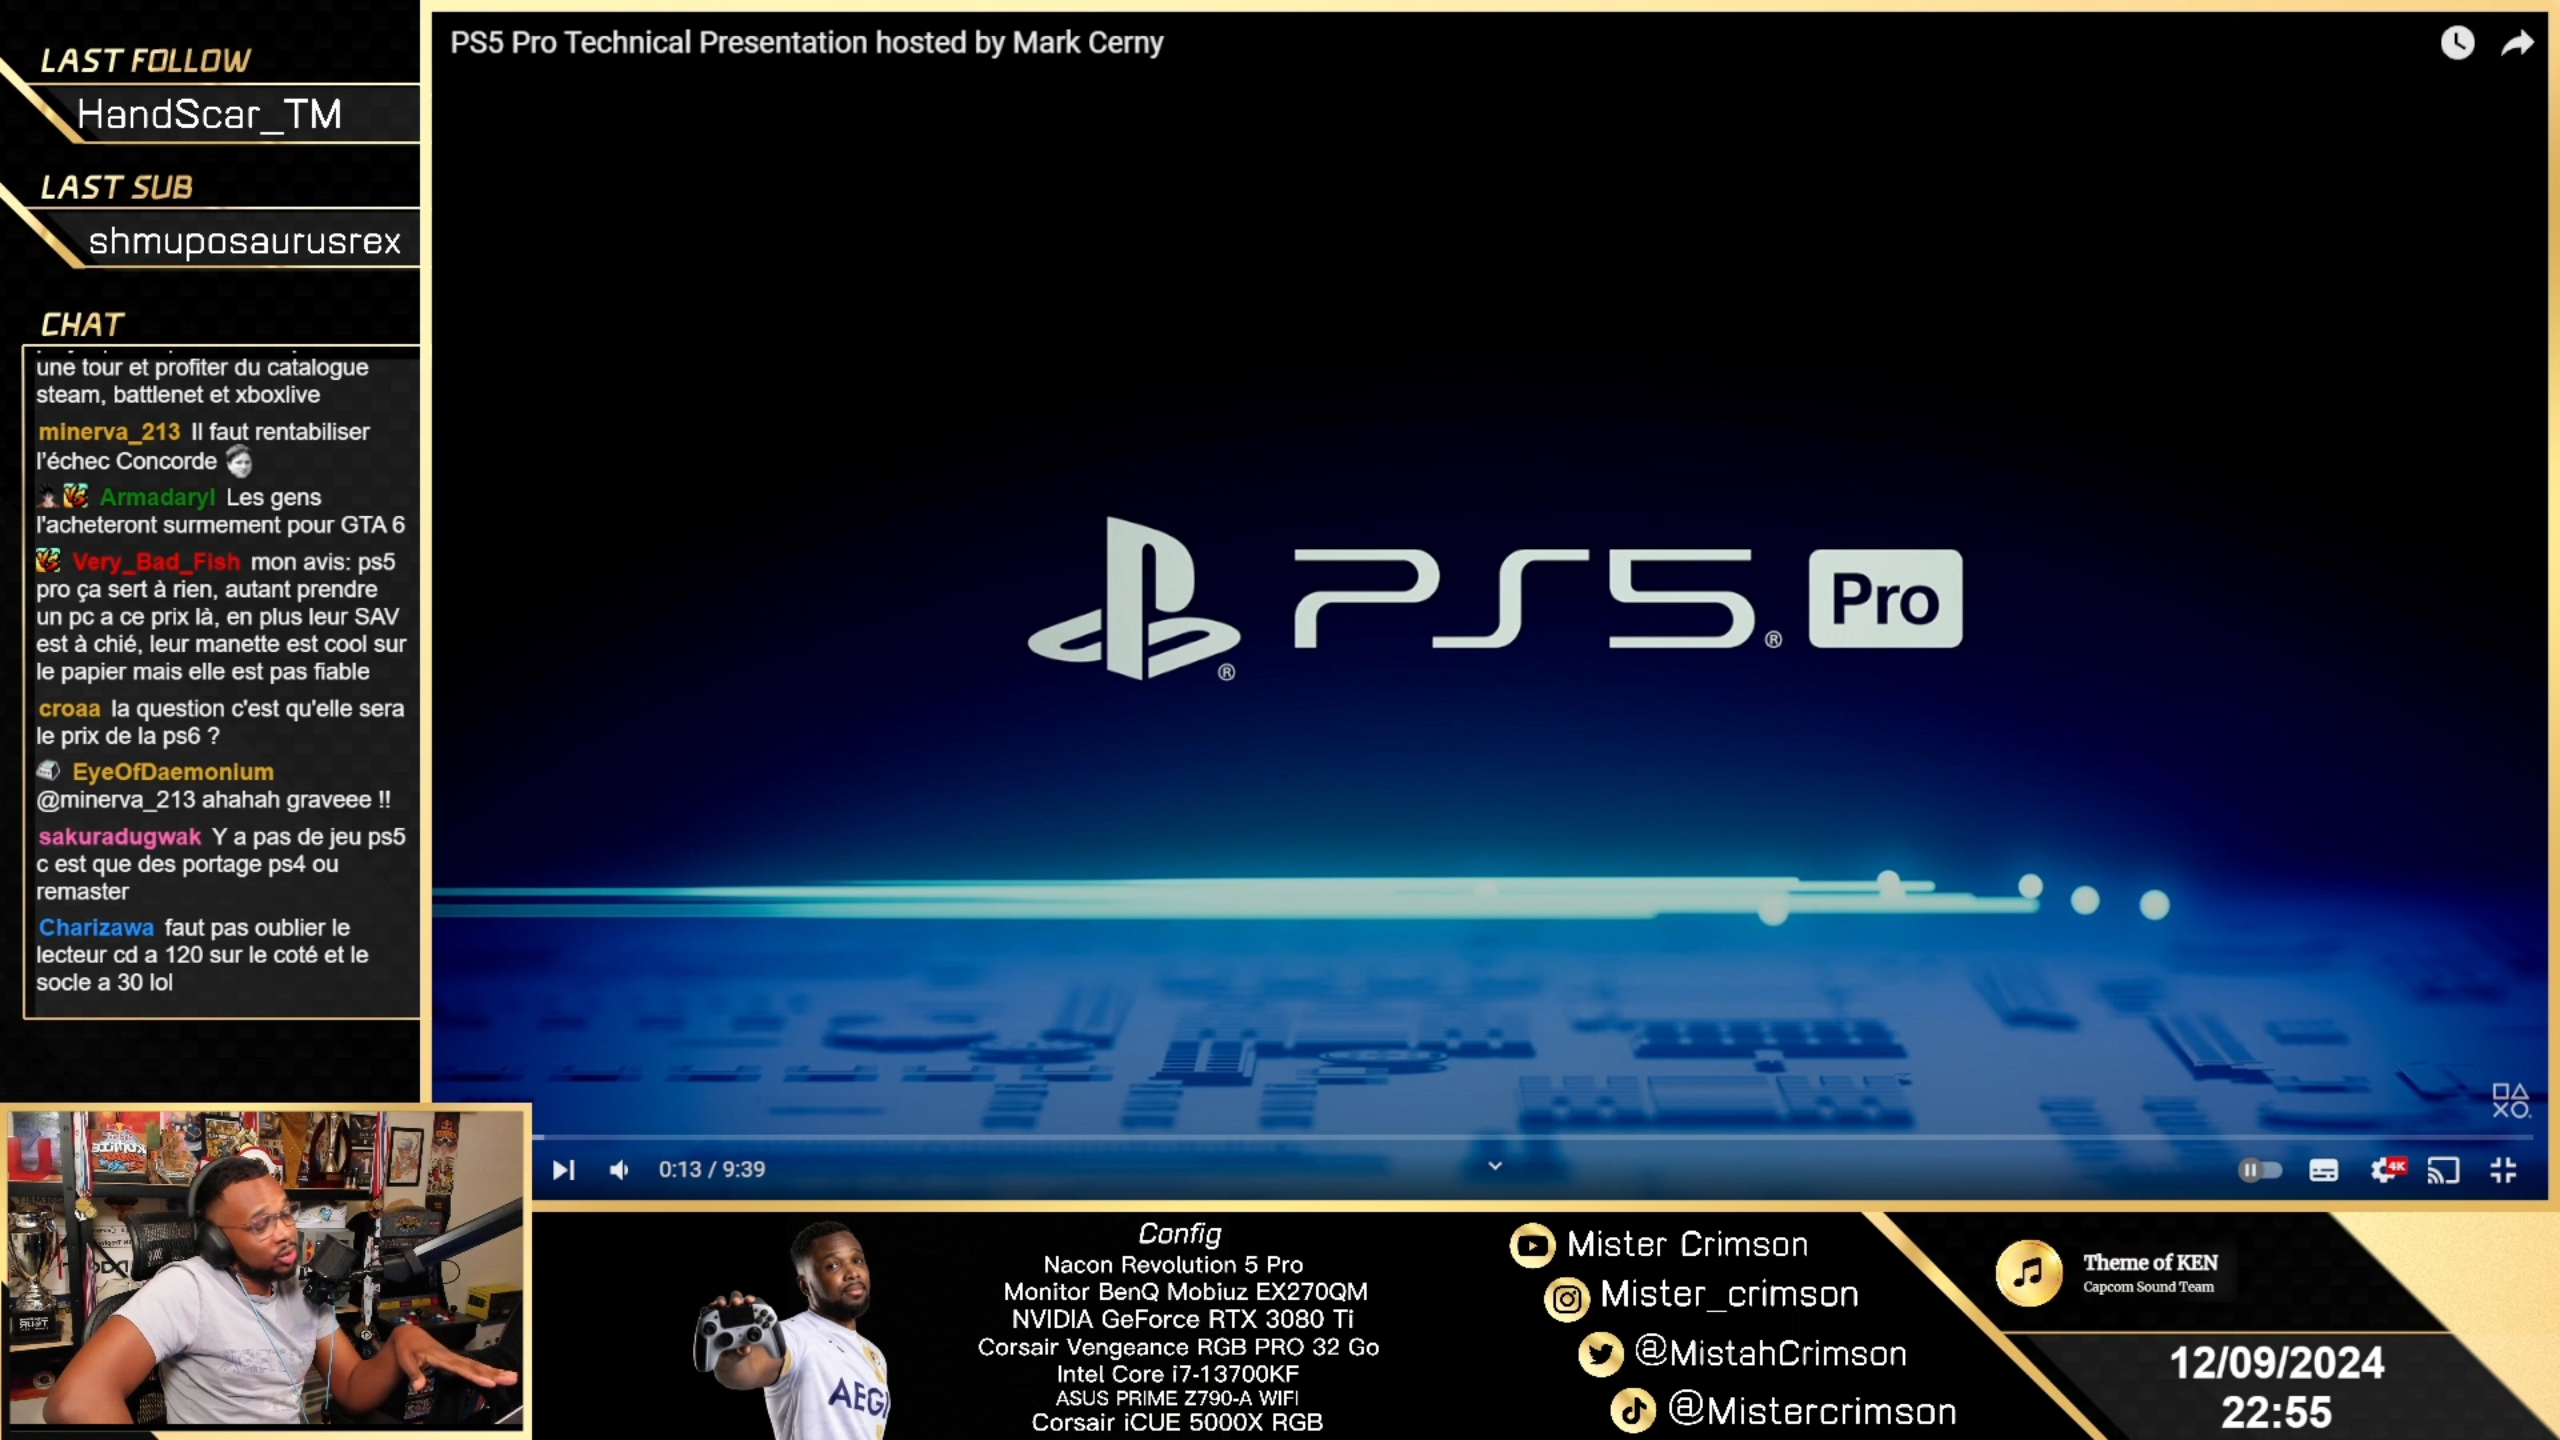 LAST FOLLOW
HandScar_TM
LAST SUB
shmuposaurusrex
CHAT
une tour et profiter du catalogue
steam, battlenet et xboxlive
minerva_213 Il faut rentabiliser
l'échec Concorde
Armadaryl Les gens
l'acheteront surmement pour GTA 6
Very_Bad_Fish mon avis: ps5
pro ça sert à rien, autant prendre
un pc a ce prix là, en plus leur SAV
est à chié, leur manette est cool sur
le papier mais elle est pas fiable
croaa la question c'est qu'elle sera
le prix de la ps6 ?
EyeOfDaemonium
@minerva_213 ahahah graveee !!
sakuradugwak Y a pas de jeu ps5
c est que des portage ps4 ou
remaster
Charizawa faut pas oublier le
lecteur cd a 120 sur le coté et le
socle a 30 lol
PS5 Pro Technical Presentation hosted by Mark Cerny
PS5® Pro
®
0:13 / 9:39
4K
AEGI
Config
Nacon Revolution 5 Pro
Monitor BenQ Mobiuz EX270QM
NVIDIA GeForce RTX 3080 Ti
Corsair Vengeance RGB PRO 32 Go
Intel Core i7-13700KF
ASUS PRIME Z790-A WIFI
Corsair iCUE 5000X RGB
Mister Crimson
Mister_crimson
@MistahCrimson
@Mistercrimson
Theme of KEN
Capcom Sound Team
12/09/2024
22:55